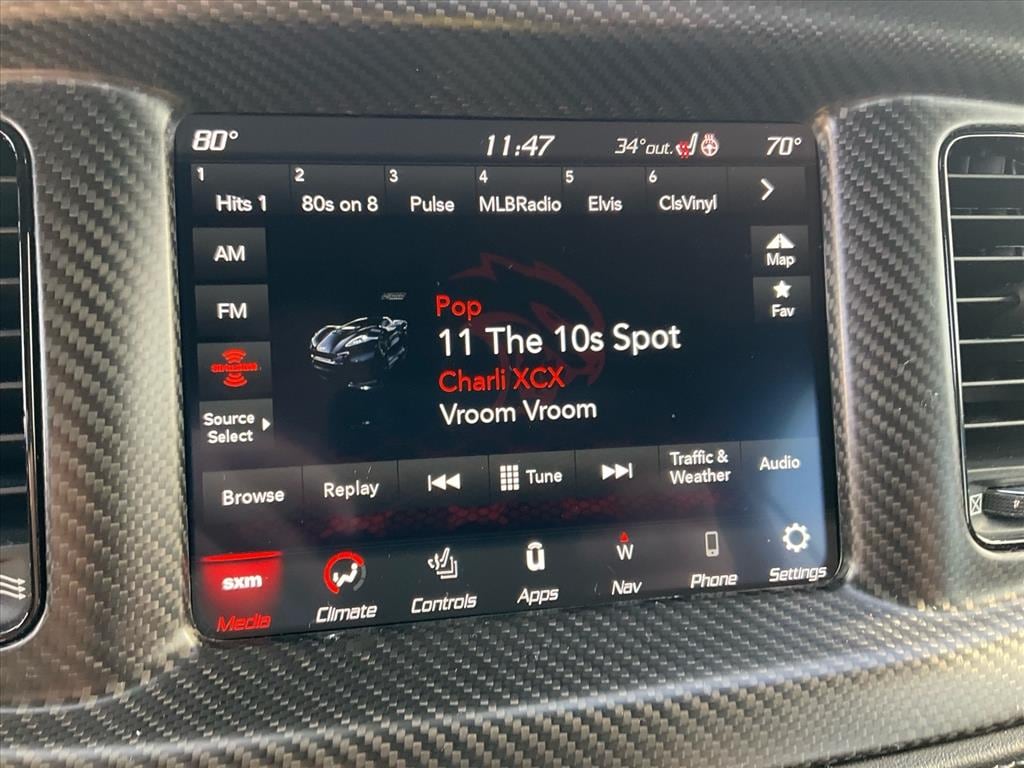 80° 11:47 34°out. 70°
1 2 3 4 5 6
Hits 1 80s on 8 Pulse MLBRadio Elvis ClsVinyl
AM
Map
FM
Fav
Pop
11 The 10s Spot
Charli XCX
Vroom Vroom
SiriusXM
Source
Select
Browse Replay Tune Traffic &
Weather Audio
sxm
Media Climate Controls Apps W
Nav Phone Settings